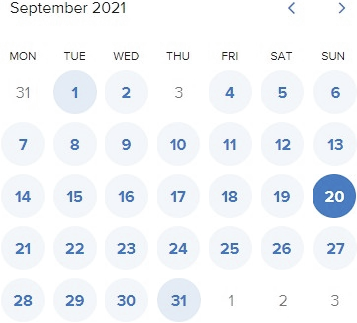 September 2021
MON TUE WED THU FRI SAT SUN
31 1 2 3 4 5 6
7 8 9 10 11 12 13
14 15 16 17 18 19 20
21 22 23 24 25 26 27
28 29 30 31 1 2 3